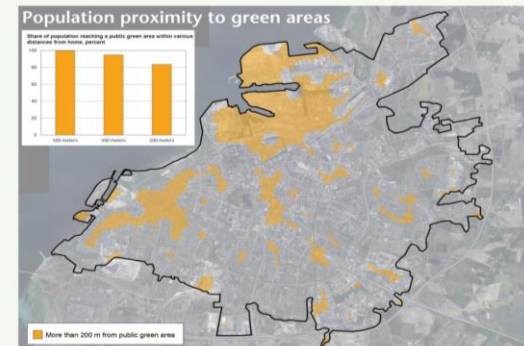 Population proximity to green areas
Share of population reaching a public green area within various
distances from home, percent
100
80
60
40
20
0
500 meters
300 meters
200 meters
More than 200 m from public green area